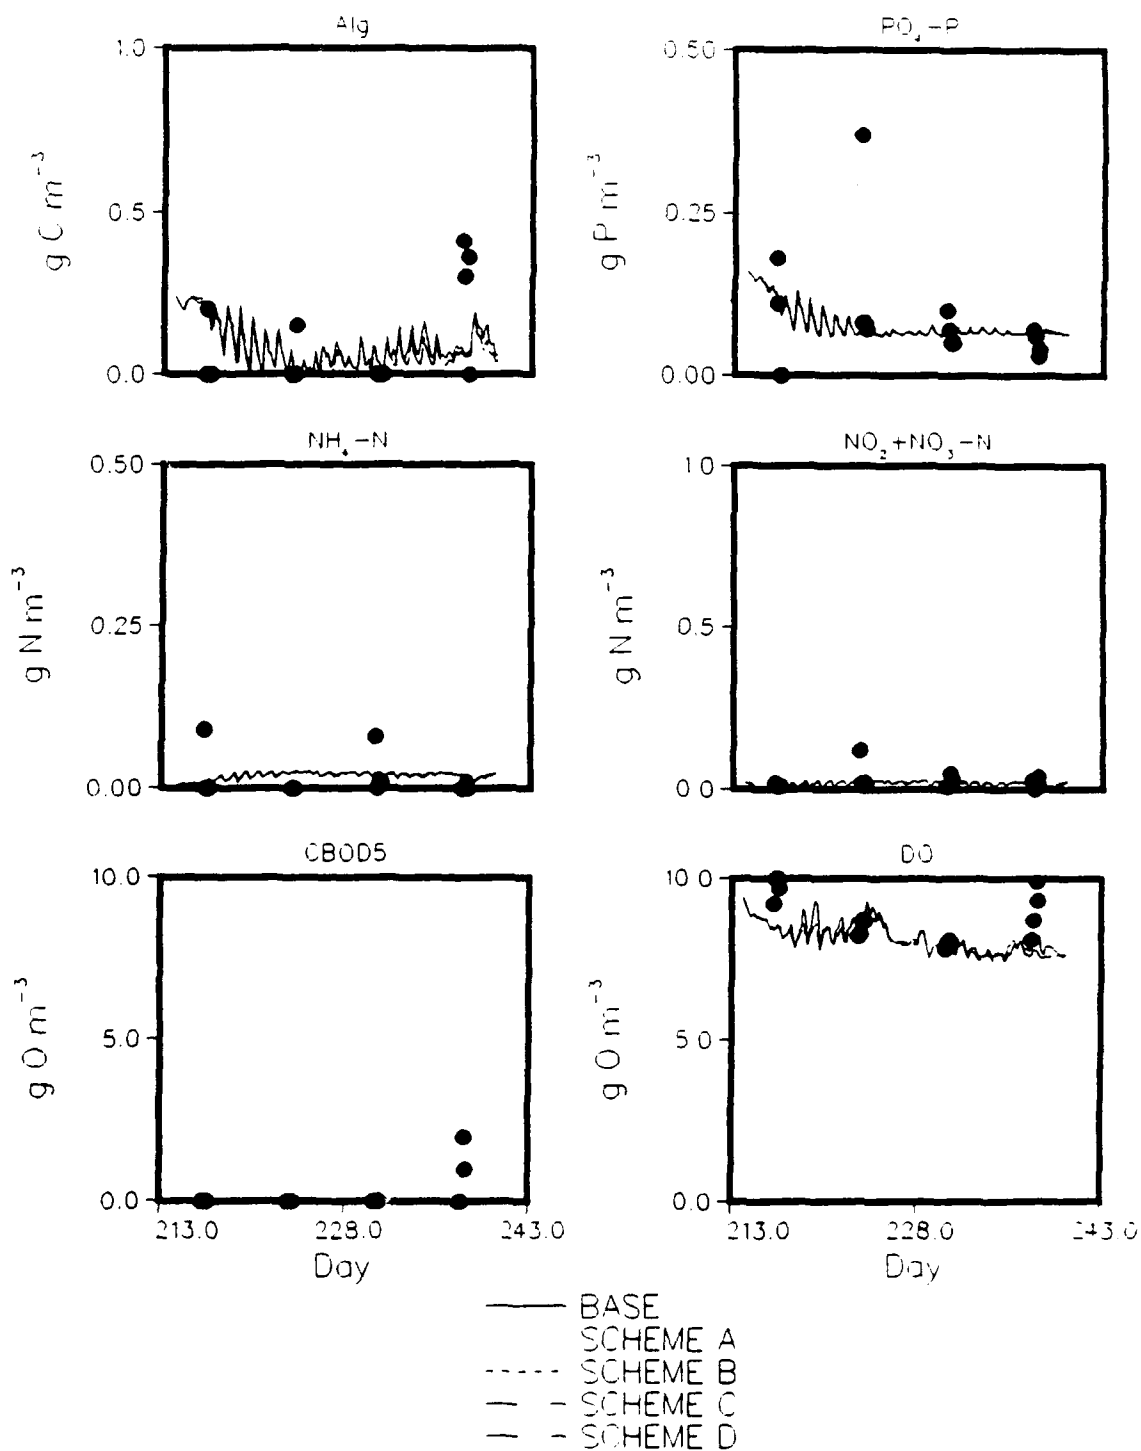 Alg
1.0
0.5
0.0
g C m⁻³
PO₄-P
0.50
0.25
0.00
g P m⁻³
NH₄-N
0.50
0.25
0.00
g N m⁻³
NO₂+NO₃-N
1 0
0.5
0 0
g N m⁻³
CBOD5
10.0
5.0
0.0
g O m⁻³
213.0 228.0 243.0
Day
DO
10 0
5 0
0.0
g O m⁻³
213.0 228.0 243.0
Day
BASE
SCHEME A
SCHEME B
SCHEME C
SCHEME D